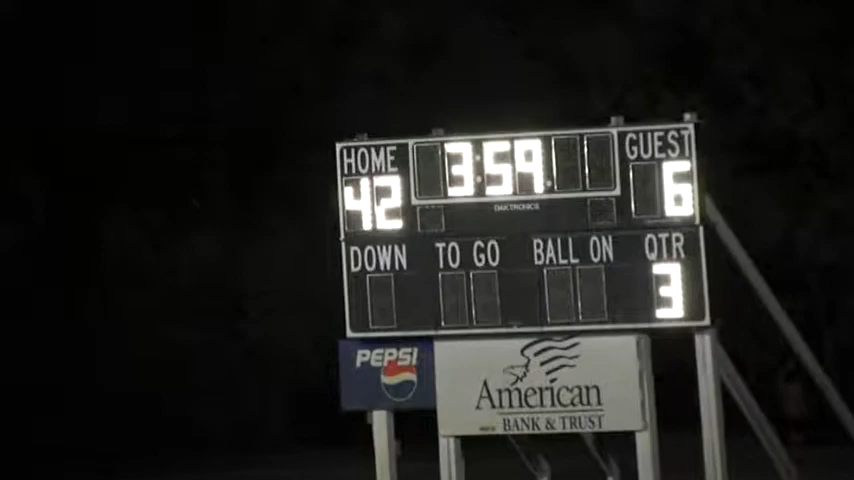 HOME 3:59 GUEST
42 6
DAKTRONICS
DOWN TO GO BALL ON QTR
3
PEPSI
American
BANK & TRUST